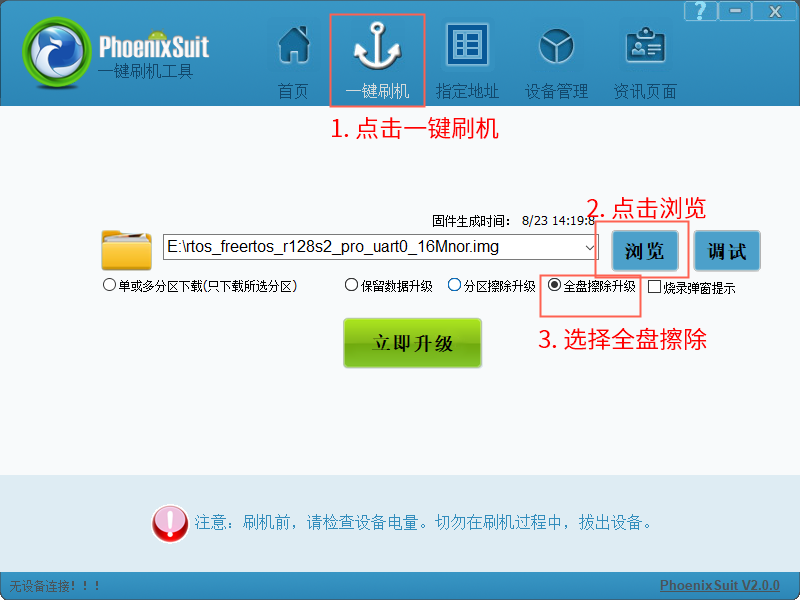 PhoenixSuit
一键刷机工具
首页
一键刷机
指定地址
设备管理
资讯页面
1. 点击一键刷机
2. 点击浏览
固件生成时间： 8/23 14:19:8
E:\rtos_freertos_r128s2_pro_uart0_16Mnor.img
浏览
调试
单或多分区下载(只下载所选分区)
保留数据升级
分区擦除升级
全盘擦除升级
烧录弹窗提示
3. 选择全盘擦除
立即升级
注意：刷机前，请检查设备电量。切勿在刷机过程中，拔出设备。
无设备连接！！！
PhoenixSuit V2.0.0